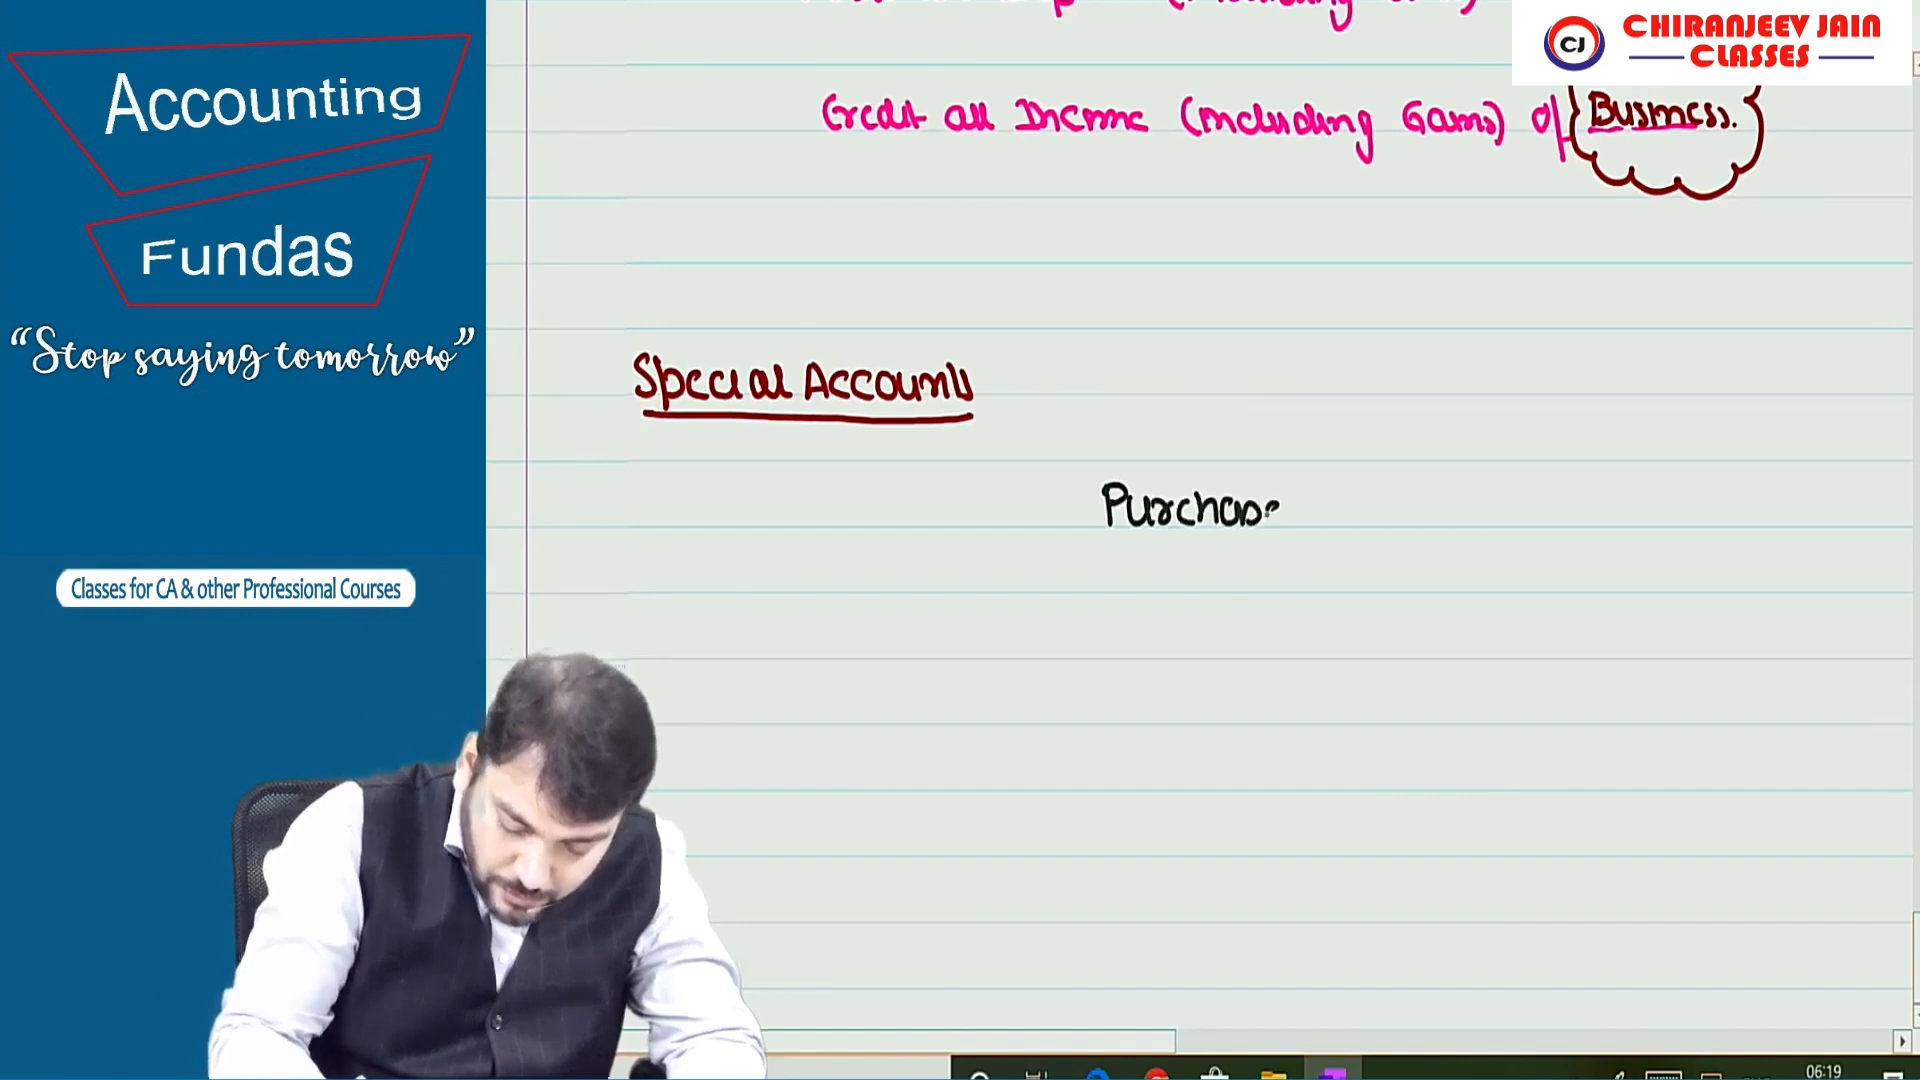 Accounting
Fundas
“Stop saying tomorrow”
Classes for CA & other Professional Courses
CJ
CHIRANJEEV JAIN
CLASSES
Credit all Income (including Gains) of Business.
Special Accounts
Purchase
06:19